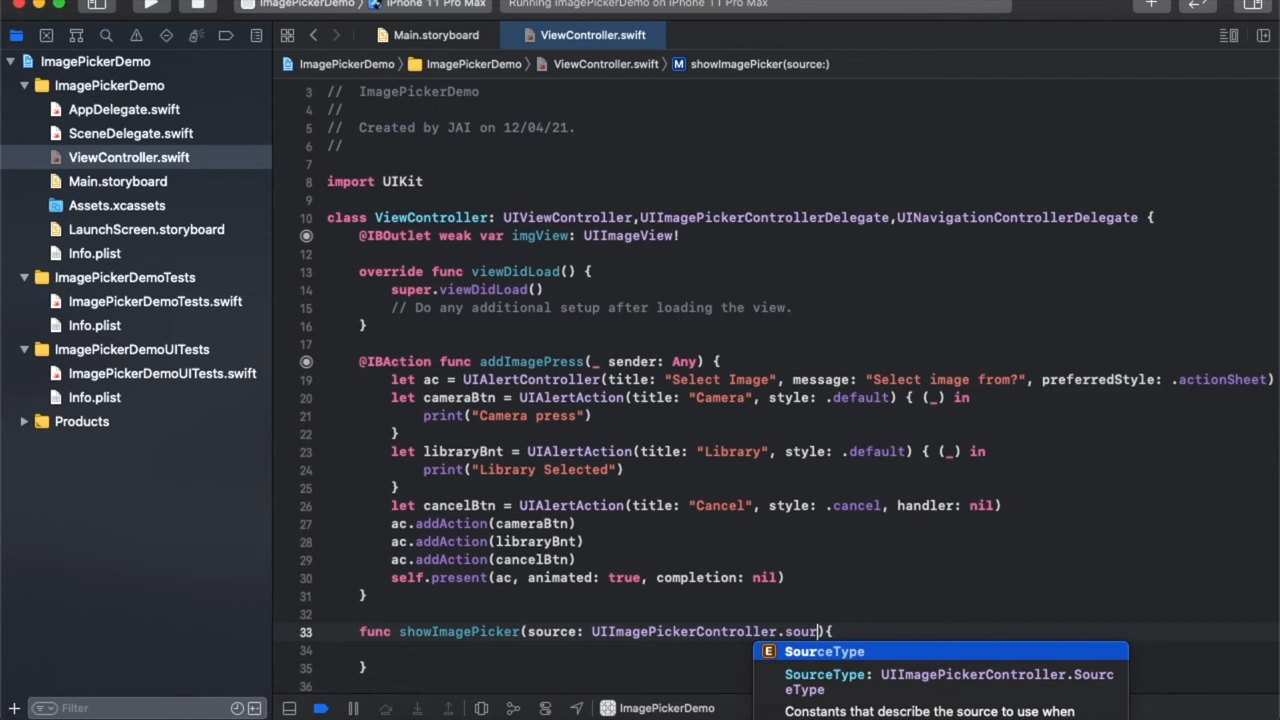 ImagePickerDemo
iPhone 11 Pro Max
Running ImagePickerDemo on iPhone 11 Pro Max
Main.storyboard
ViewController.swift
ImagePickerDemo
ImagePickerDemo
ViewController.swift
M
showImagePicker(source:)
ImagePickerDemo
ImagePickerDemo
AppDelegate.swift
SceneDelegate.swift
ViewController.swift
Main.storyboard
Assets.xcassets
LaunchScreen.storyboard
Info.plist
ImagePickerDemoTests
ImagePickerDemoTests.swift
Info.plist
ImagePickerDemoUITests
ImagePickerDemoUITests.swift
Info.plist
Products
Filter
3 // ImagePickerDemo
4 //
5 // Created by JAI on 12/04/21.
6 //
7
8 import UIKit
9
10 class ViewController: UIViewController,UIImagePickerControllerDelegate,UINavigationControllerDelegate {
@IBOutlet weak var imgView: UIImageView!
12
13 override func viewDidLoad() {
14 super.viewDidLoad()
15 // Do any additional setup after loading the view.
16 }
17
@IBAction func addImagePress(_ sender: Any) {
19 let ac = UIAlertController(title: "Select Image", message: "Select image from?", preferredStyle: .actionSheet)
20 let cameraBtn = UIAlertAction(title: "Camera", style: .default) { (_) in
21 print("Camera press")
22 }
23 let libraryBnt = UIAlertAction(title: "Library", style: .default) { (_) in
24 print("Library Selected")
25 }
26 let cancelBtn = UIAlertAction(title: "Cancel", style: .cancel, handler: nil)
27 ac.addAction(cameraBtn)
28 ac.addAction(libraryBnt)
29 ac.addAction(cancelBtn)
30 self.present(ac, animated: true, completion: nil)
31 }
32
33 func showImagePicker(source: UIImagePickerController.sour){
34
35 }
36
E SourceType
SourceType: UIImagePickerController.Sourc
eType
Constants that describe the source to use when
ImagePickerDemo